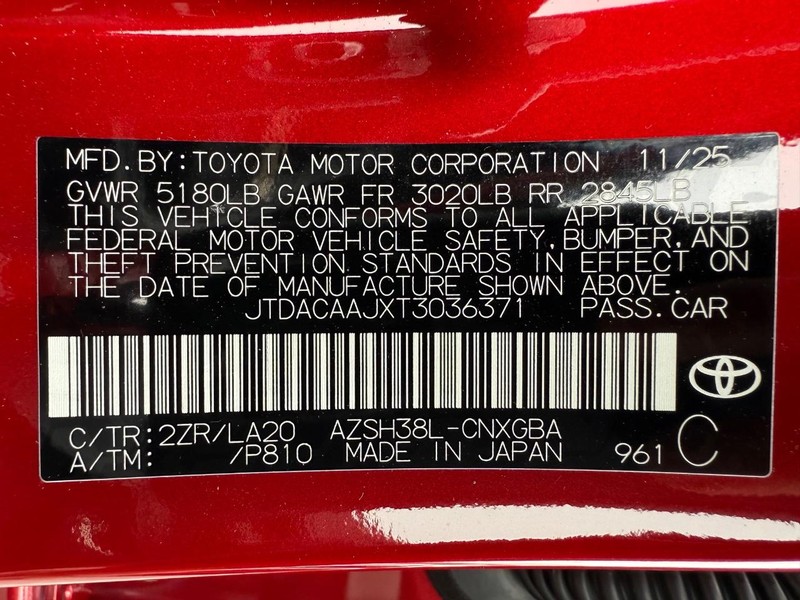 MFD.BY:TOYOTA MOTOR CORPORATION 11/25
GVWR 5180LB GAWR FR 3020LB RR 2845LB
THIS VEHICLE CONFORMS TO ALL APPLICABLE
FEDERAL MOTOR VEHICLE SAFETY,BUMPER,AND
THEFT PREVENTION STANDARDS IN EFFECT ON
THE DATE OF MANUFACTURE SHOWN ABOVE.
JTDACAAJXT3036371 PASS.CAR
C/TR:2ZR/LA20 AZSH38L-CNXGBA C
A/TM: /P810 MADE IN JAPAN 961